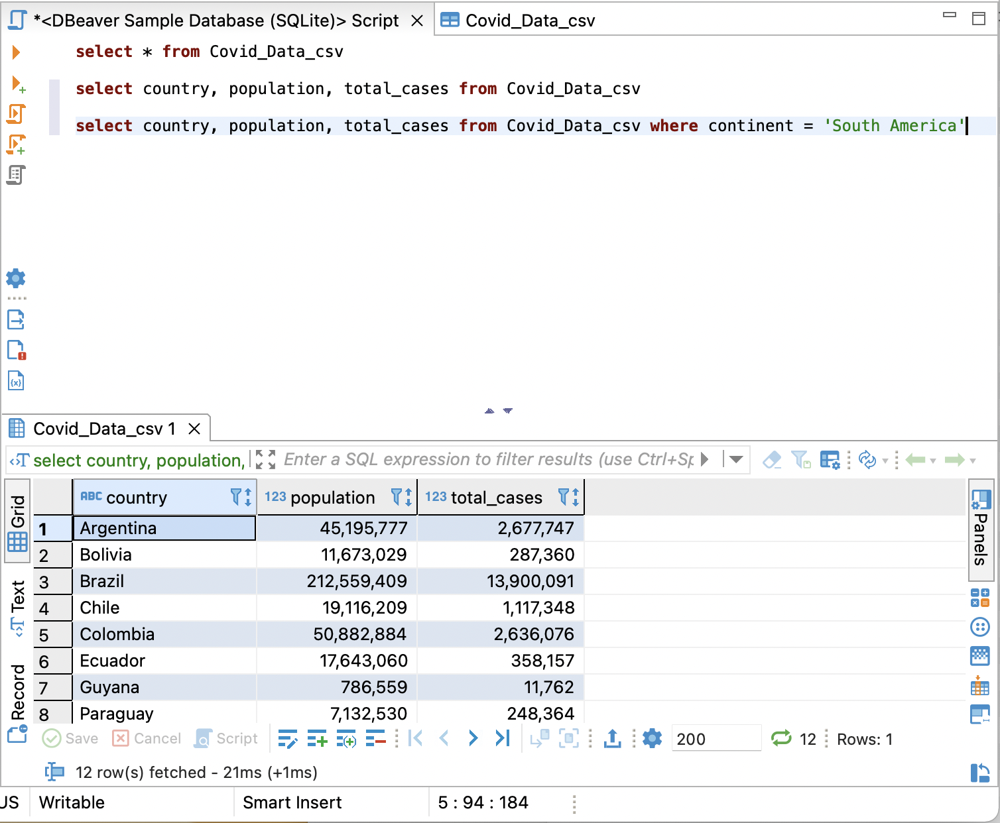 *<DBeaver Sample Database (SQLite)> Script
Covid_Data_csv
select * from Covid_Data_csv
select country, population, total_cases from Covid_Data_csv
select country, population, total_cases from Covid_Data_csv where continent = 'South America'
Covid_Data_csv 1
select country, population,
Enter a SQL expression to filter results (use Ctrl+Sp
Grid
Text
Record
Panels
ABC country 123 population 123 total_cases
1 Argentina 45,195,777 2,677,747
2 Bolivia 11,673,029 287,360
3 Brazil 212,559,409 13,900,091
4 Chile 19,116,209 1,117,348
5 Colombia 50,882,884 2,636,076
6 Ecuador 17,643,060 358,157
7 Guyana 786,559 11,762
8 Paraguay 7,132,530 248,364
Save Cancel Script 200 12 Rows: 1
12 row(s) fetched - 21ms (+1ms)
US Writable Smart Insert 5 : 94 : 184